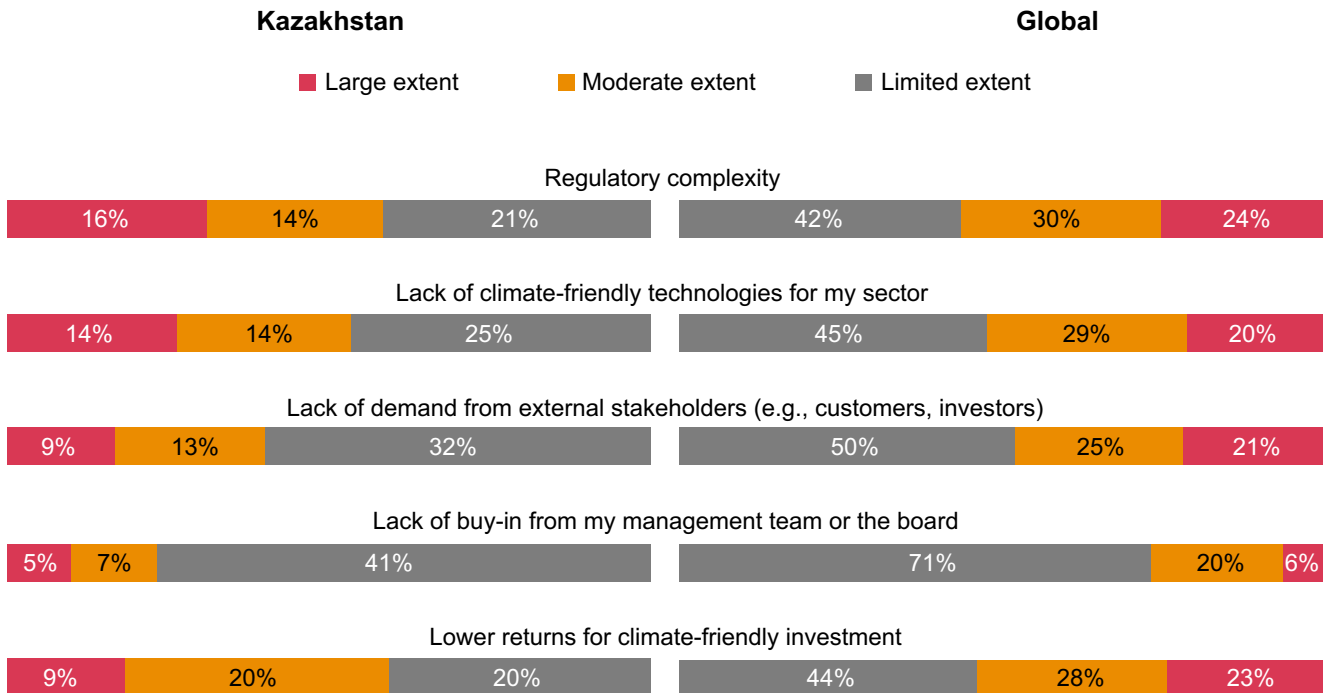 Kazakhstan Global
Large extent Moderate extent Limited extent
Regulatory complexity
16% 14% 21% 42% 30% 24%
Lack of climate-friendly technologies for my sector
14% 14% 25% 45% 29% 20%
Lack of demand from external stakeholders (e.g., customers, investors)
9% 13% 32% 50% 25% 21%
Lack of buy-in from my management team or the board
5% 7% 41% 71% 20% 6%
Lower returns for climate-friendly investment
9% 20% 20% 44% 28% 23%